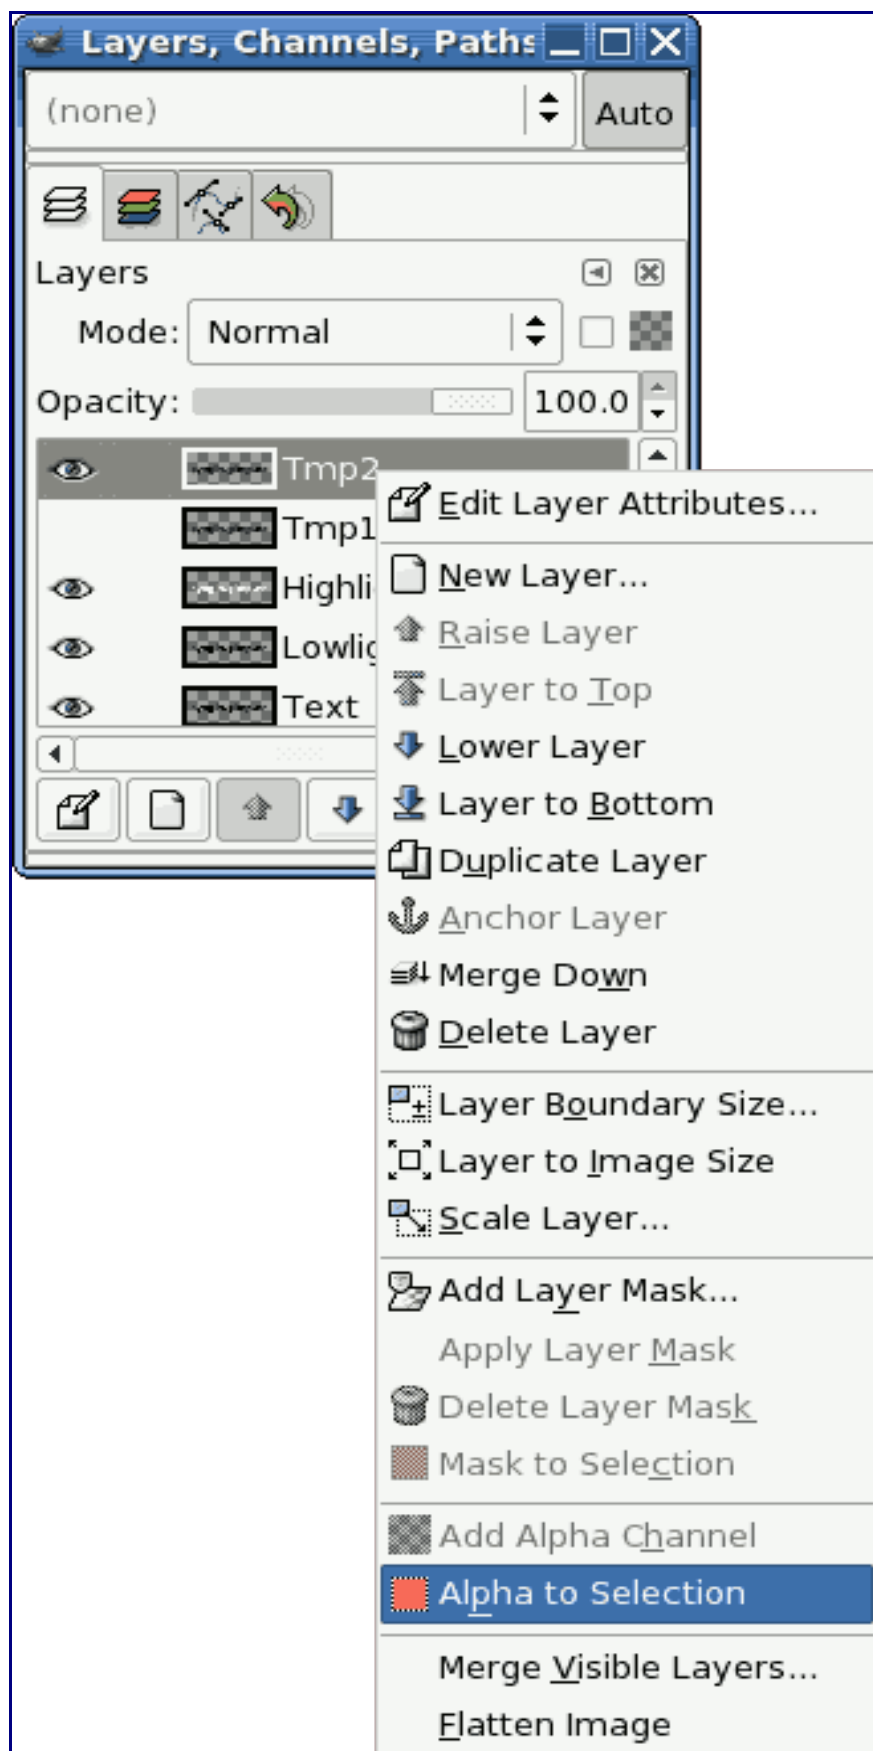 Layers, Channels, Paths
(none)
Auto
Layers
Mode: Normal
Opacity: 100.0
Tmp2
Tmp1
Highli
Lowlig
Text
Edit Layer Attributes...
New Layer...
Raise Layer
Layer to Top
Lower Layer
Layer to Bottom
Duplicate Layer
Anchor Layer
Merge Down
Delete Layer
Layer Boundary Size...
Layer to Image Size
Scale Layer...
Add Layer Mask...
Apply Layer Mask
Delete Layer Mask
Mask to Selection
Add Alpha Channel
Alpha to Selection
Merge Visible Layers...
Flatten Image